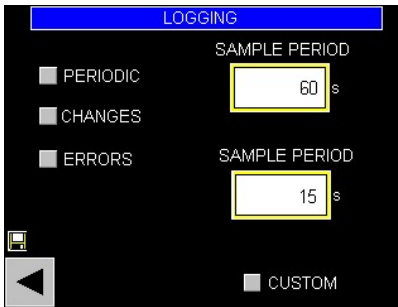 LOGGING
SAMPLE PERIOD
PERIODIC
60 s
CHANGES
ERRORS
SAMPLE PERIOD
15 s
CUSTOM